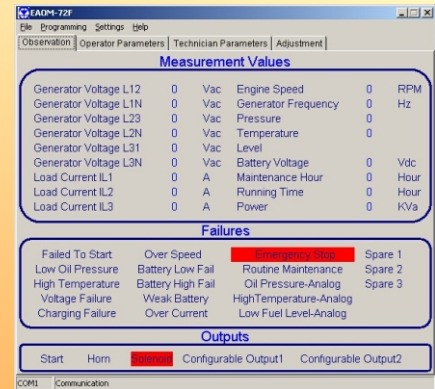 EAOM-72F
File Programming Settings Help
Observation Operator Parameters Technician Parameters Adjustment
Measurement Values
Generator Voltage L12 0 Vac Engine Speed 0 RPM
Generator Voltage L1N 0 Vac Generator Frequency 0 Hz
Generator Voltage L23 0 Vac Pressure 0
Generator Voltage L2N 0 Vac Temperature 0
Generator Voltage L31 0 Vac Level
Generator Voltage L3N 0 Vac Battery Voltage 0 Vdc
Load Current IL1 0 A Maintenance Hour 0 Hour
Load Current IL2 0 A Running Time 0 Hour
Load Current IL3 0 A Power 0 KVa
Failures
Failed To Start Over Speed Emergency Stop Spare 1
Low Oil Pressure Battery Low Fail Routine Maintenance Spare 2
High Temperature Battery High Fail Oil Pressure-Analog Spare 3
Voltage Failure Weak Battery HighTemperature-Analog
Charging Failure Over Current Low Fuel Level-Analog
Outputs
Start Horn Solenoid Configurable Output1 Configurable Output2
COM1 Communication